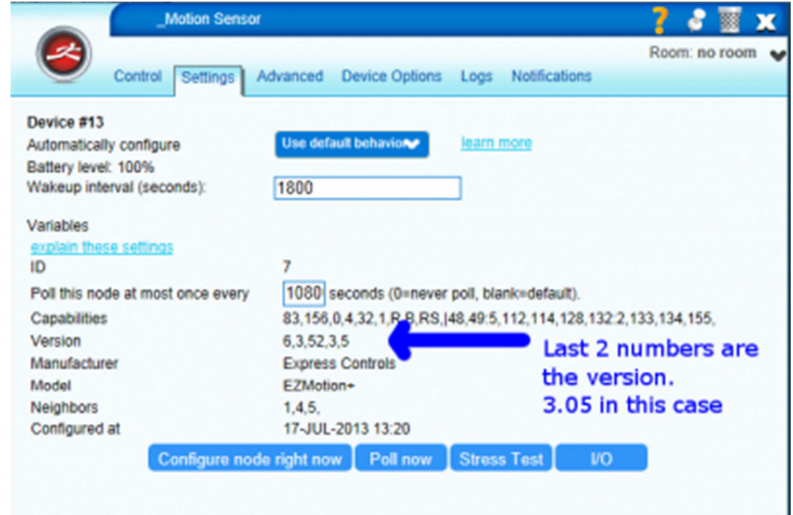 _Motion Sensor ?
Room: no room
Control Settings Advanced Device Options Logs Notifications
Device #13
Automatically configure Use default behavior learn more
Battery level: 100%
Wakeup interval (seconds): 1800
Variables
explain these settings
ID 7
Poll this node at most once every 1080 seconds (0=never poll, blank=default).
Capabilities 83,156,0,4,32,1,R,B,RS,|48,49:5,112,114,128,132:2,133,134,155,
Version 6,3,52,3,5
Manufacturer Express Controls
Model EZMotion+
Neighbors 1,4,5,
Configured at 17-JUL-2013 13:20
Last 2 numbers are
the version.
3.05 in this case
Configure node right now Poll now Stress Test I/O